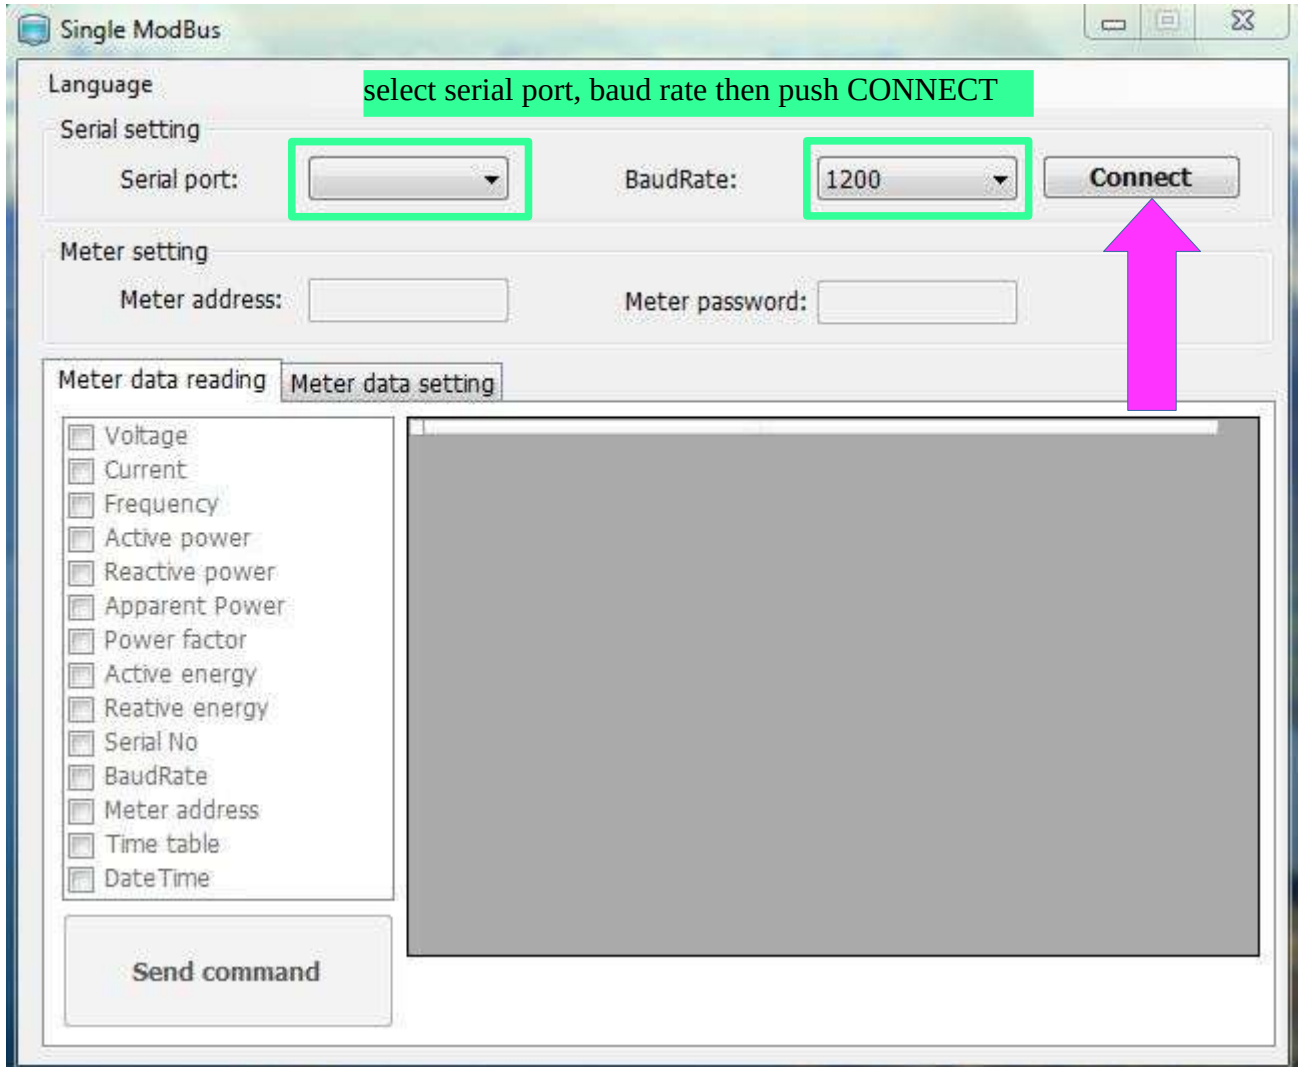 Single ModBus
Language
select serial port, baud rate then push CONNECT
Serial setting
Serial port:
BaudRate: 1200 Connect
Meter setting
Meter address:
Meter password:
Meter data reading Meter data setting
Voltage
Current
Frequency
Active power
Reactive power
Apparent Power
Power factor
Active energy
Reative energy
Serial No
BaudRate
Meter address
Time table
DateTime
Send command